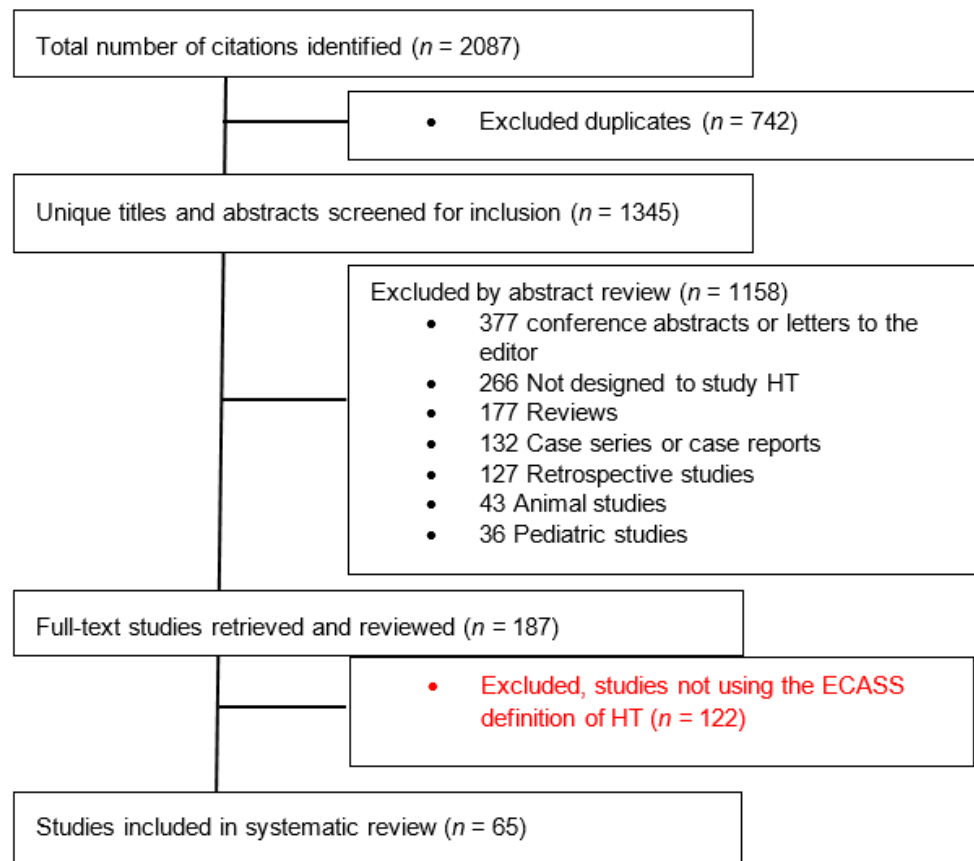 Total number of citations identified (n = 2087)
• Excluded duplicates (n = 742)
Unique titles and abstracts screened for inclusion (n = 1345)
Excluded by abstract review (n = 1158)
• 377 conference abstracts or letters to the
editor
• 266 Not designed to study HT
• 177 Reviews
• 132 Case series or case reports
• 127 Retrospective studies
• 43 Animal studies
• 36 Pediatric studies
Full-text studies retrieved and reviewed (n = 187)
• Excluded, studies not using the ECASS
definition of HT (n = 122)
Studies included in systematic review (n = 65)